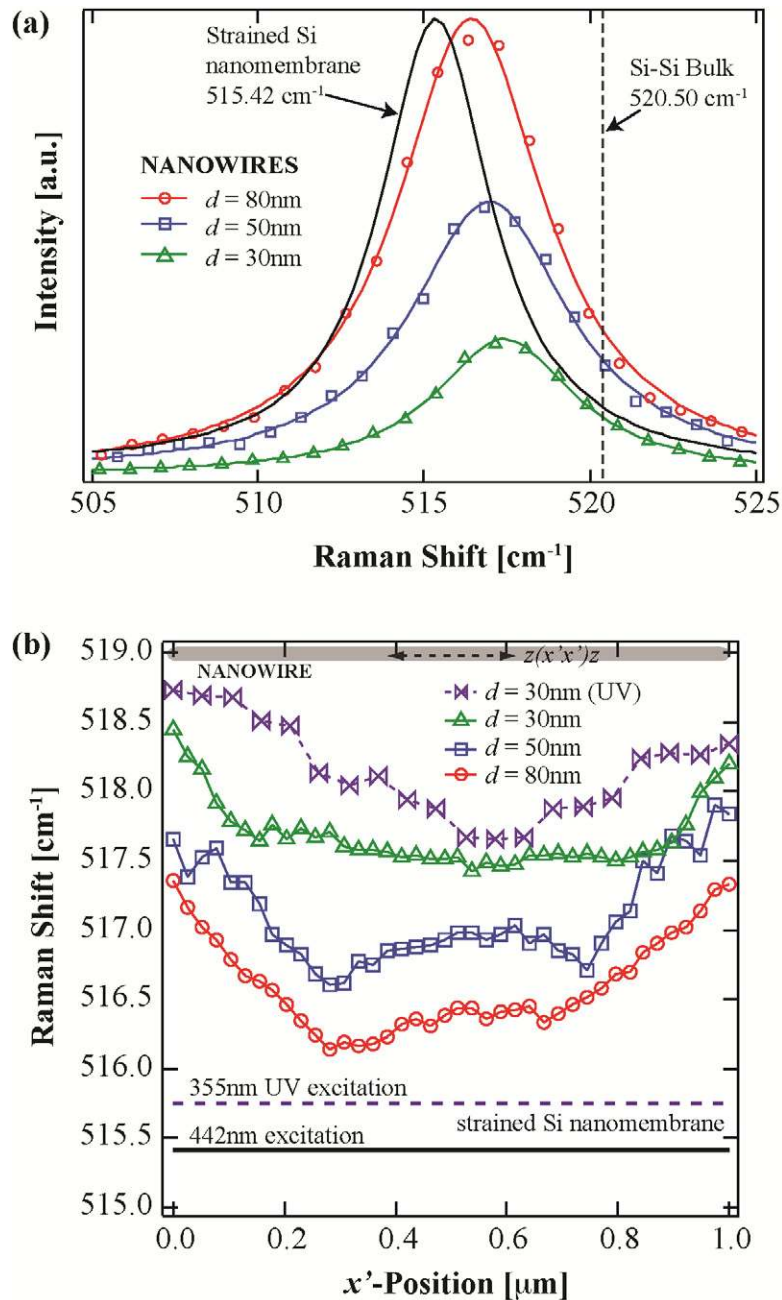 (a)
Strained Si
nanomembrane
515.42 cm⁻¹
Si-Si Bulk
520.50 cm⁻¹
NANOWIRES
d = 80nm
d = 50nm
d = 30nm
Intensity [a.u.]
505 510 515 520 525
Raman Shift [cm⁻¹]
(b)
519.0
518.5
518.0
517.5
517.0
516.5
516.0
515.5
515.0
Raman Shift [cm⁻¹]
NANOWIRE
z(x'x')z
d = 30nm (UV)
d = 30nm
d = 50nm
d = 80nm
355nm UV excitation
strained Si nanomembrane
442nm excitation
0.0 0.2 0.4 0.6 0.8 1.0
x'-Position [μm]